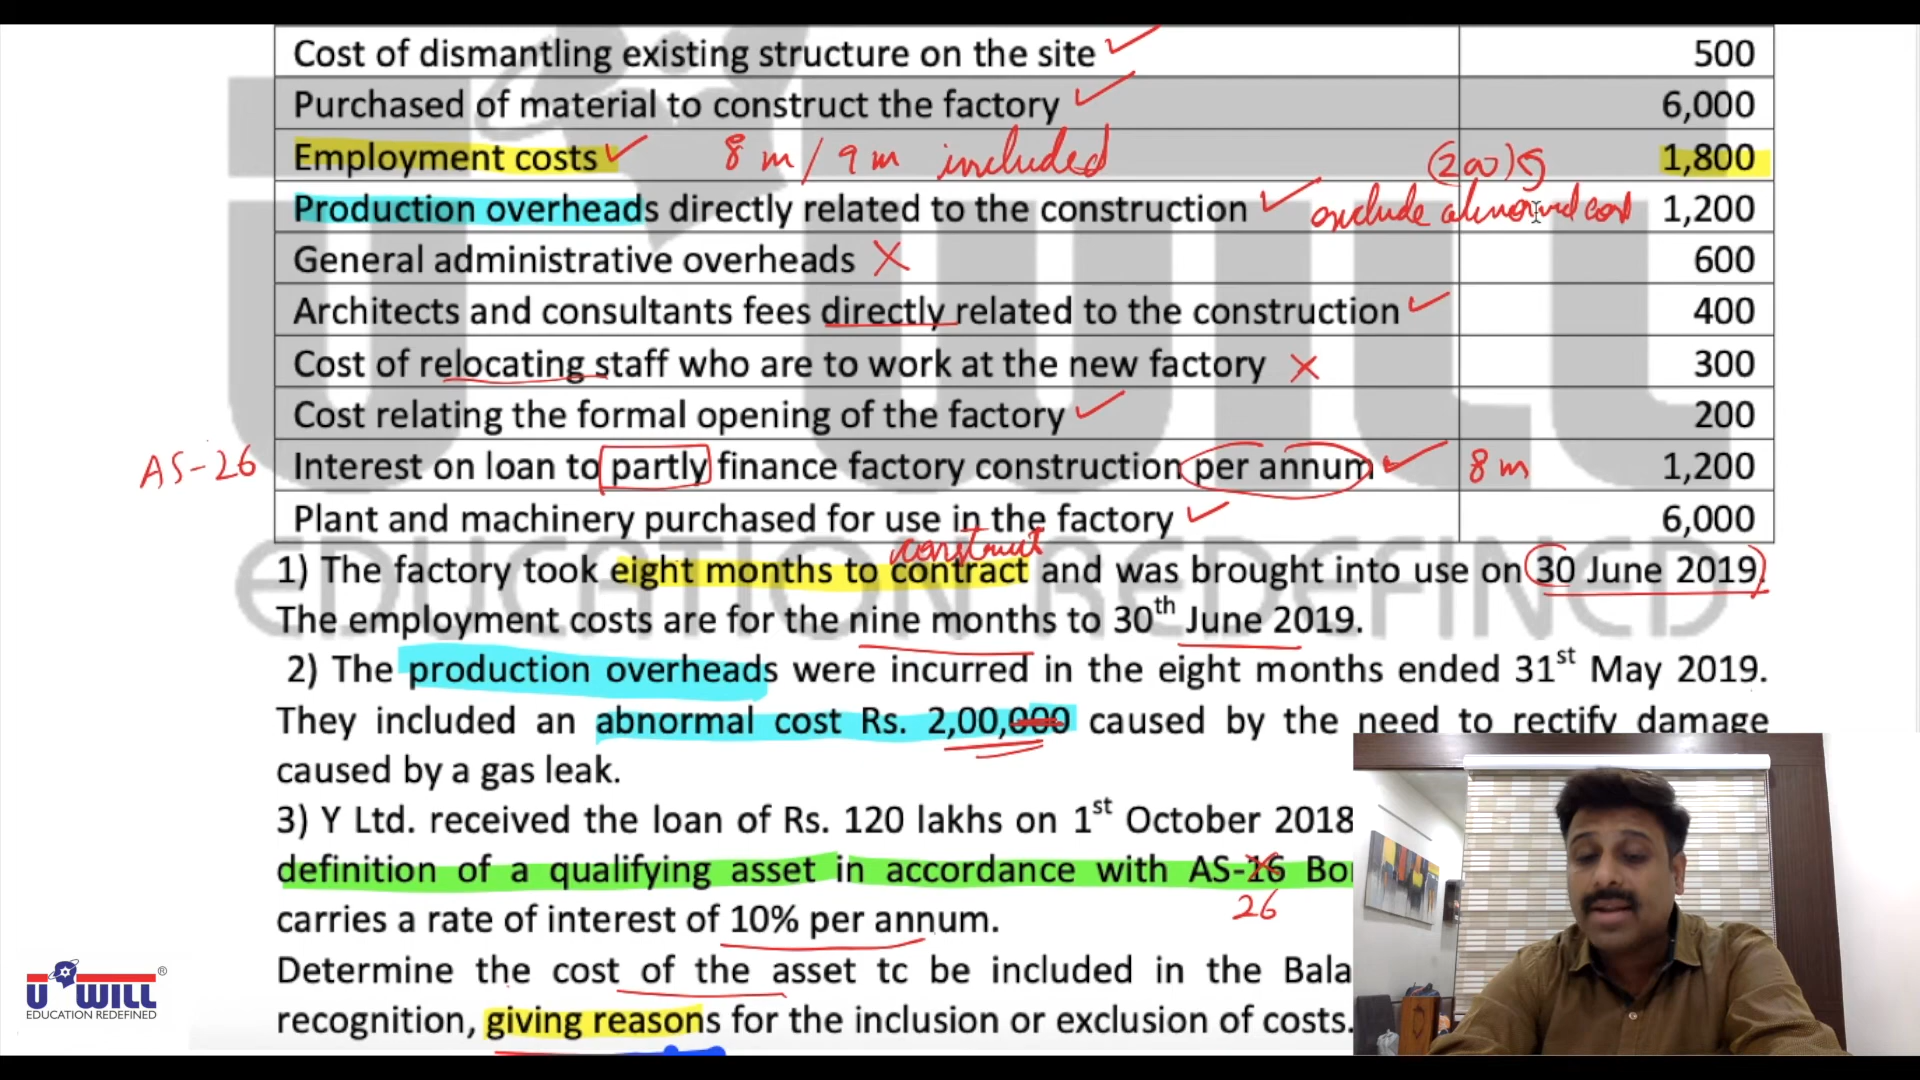 Cost of dismantling existing structure on the site ✓ 500
Purchased of material to construct the factory ✓ 6,000
Employment costs ✓ 8 m / 9 m included 1,800
(200)
Production overheads directly related to the construction ✓ exclude abnormal cost 1,200
General administrative overheads X 600
Architects and consultants fees directly related to the construction ✓ 400
Cost of relocating staff who are to work at the new factory X 300
Cost relating the formal opening of the factory ✓ 200
AS-26 Interest on loan to partly finance factory construction per annum ✓ 8 m 1,200
Plant and machinery purchased for use in the factory ✓ 6,000
construct
1) The factory took eight months to contract and was brought into use on 30 June 2019.
The employment costs are for the nine months to 30th June 2019.
2) The production overheads were incurred in the eight months ended 31st May 2019.
They included an abnormal cost Rs. 2,00,000 caused by the need to rectify damage
caused by a gas leak.
3) Y Ltd. received the loan of Rs. 120 lakhs on 1st October 2018
definition of a qualifying asset in accordance with AS-16 Bor
carries a rate of interest of 10% per annum.
26
Determine the cost of the asset tc be included in the Bala
recognition, giving reasons for the inclusion or exclusion of costs.
U WILL
EDUCATION REDEFINED
U WILL ®
EDUCATION REDEFINED